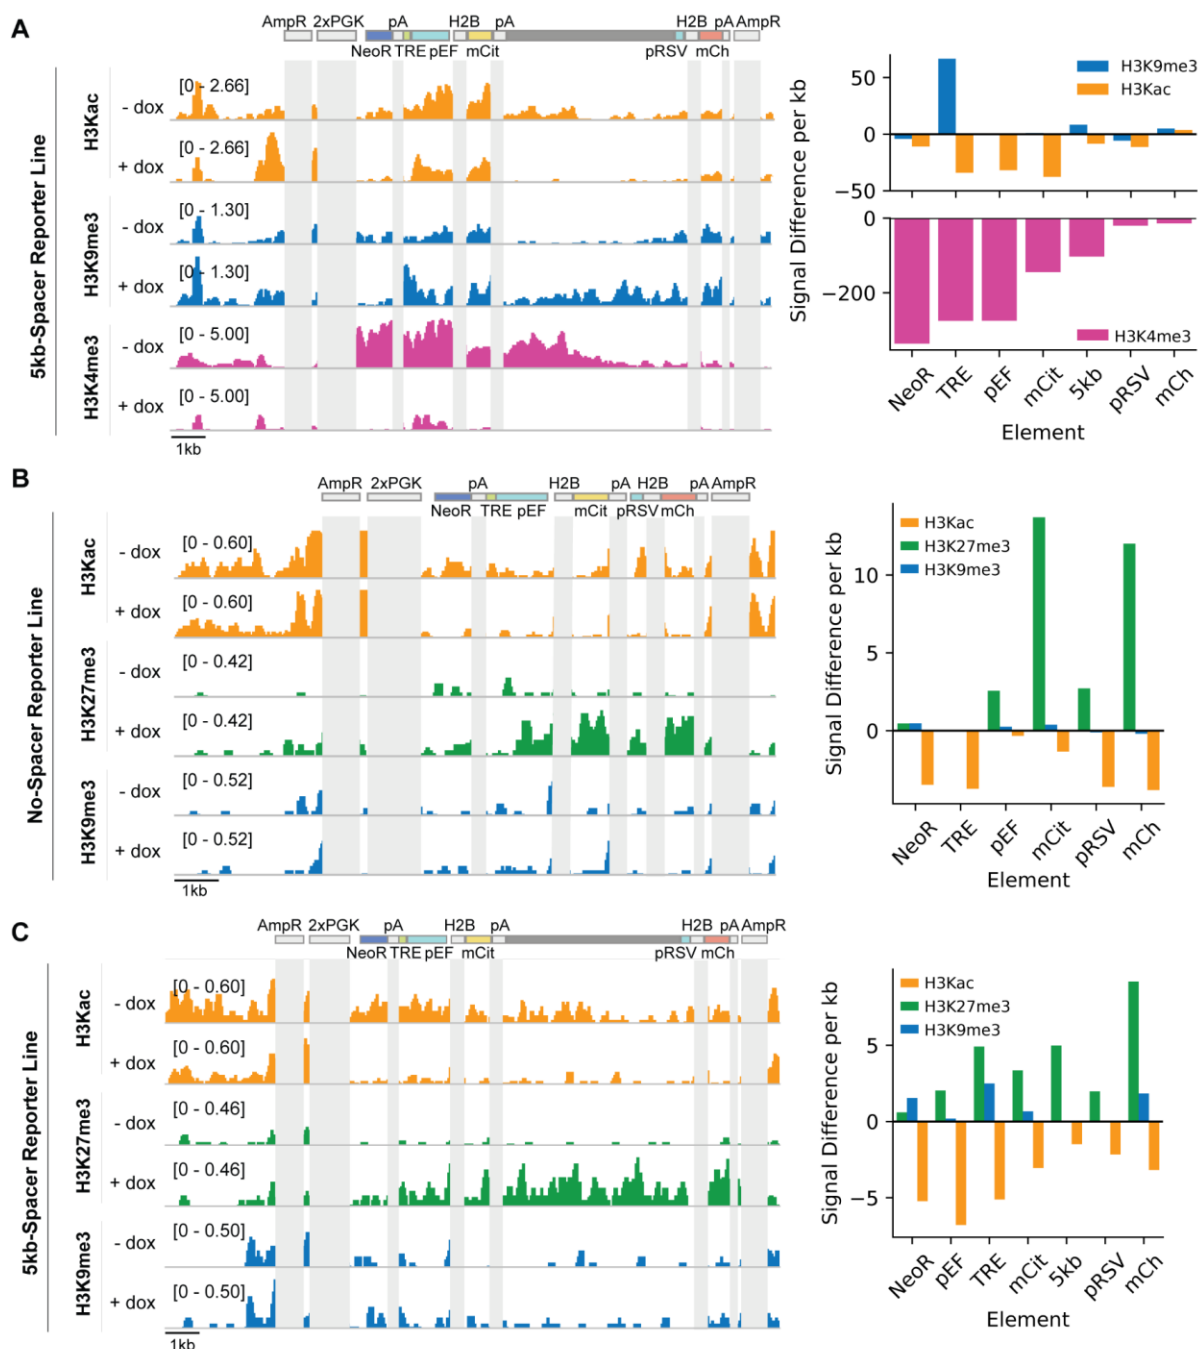 A
AmpR 2xPGK pA H2B pA H2B pA AmpR
NeoR TRE pEF mCit pRSV mCh
5kb-Spacer Reporter Line
H3Kac
- dox
[0 - 2.66]
+ dox
[0 - 2.66]
H3K9me3
- dox
[0 - 1.30]
+ dox
[0 - 1.30]
H3K4me3
- dox
[0 - 5.00]
+ dox
[0 - 5.00]
1kb
Signal Difference per kb
50
0
−50
H3K9me3
H3Kac
0
−200
H3K4me3
NeoR TRE pEF mCit 5kb pRSV mCh
Element
B
AmpR 2xPGK pA H2B pA H2B pA AmpR
NeoR TRE pEF mCit pRSV mCh
No-Spacer Reporter Line
H3Kac
- dox
[0 - 0.60]
+ dox
[0 - 0.60]
H3K27me3
- dox
[0 - 0.42]
+ dox
[0 - 0.42]
H3K9me3
- dox
[0 - 0.52]
+ dox
[0 - 0.52]
1kb
Signal Difference per kb
10
5
0
H3Kac
H3K27me3
H3K9me3
NeoR TRE pEF mCit pRSV mCh
Element
C
AmpR 2xPGK pA H2B pA H2B pA AmpR
NeoR TRE pEF mCit pRSV mCh
5kb-Spacer Reporter Line
H3Kac
- dox
[0 - 0.60]
+ dox
[0 - 0.60]
H3K27me3
- dox
[0 - 0.46]
+ dox
[0 - 0.46]
H3K9me3
- dox
[0 - 0.50]
+ dox
[0 - 0.50]
1kb
Signal Difference per kb
5
0
−5
H3Kac
H3K27me3
H3K9me3
NeoR pEF TRE mCit 5kb pRSV mCh
Element